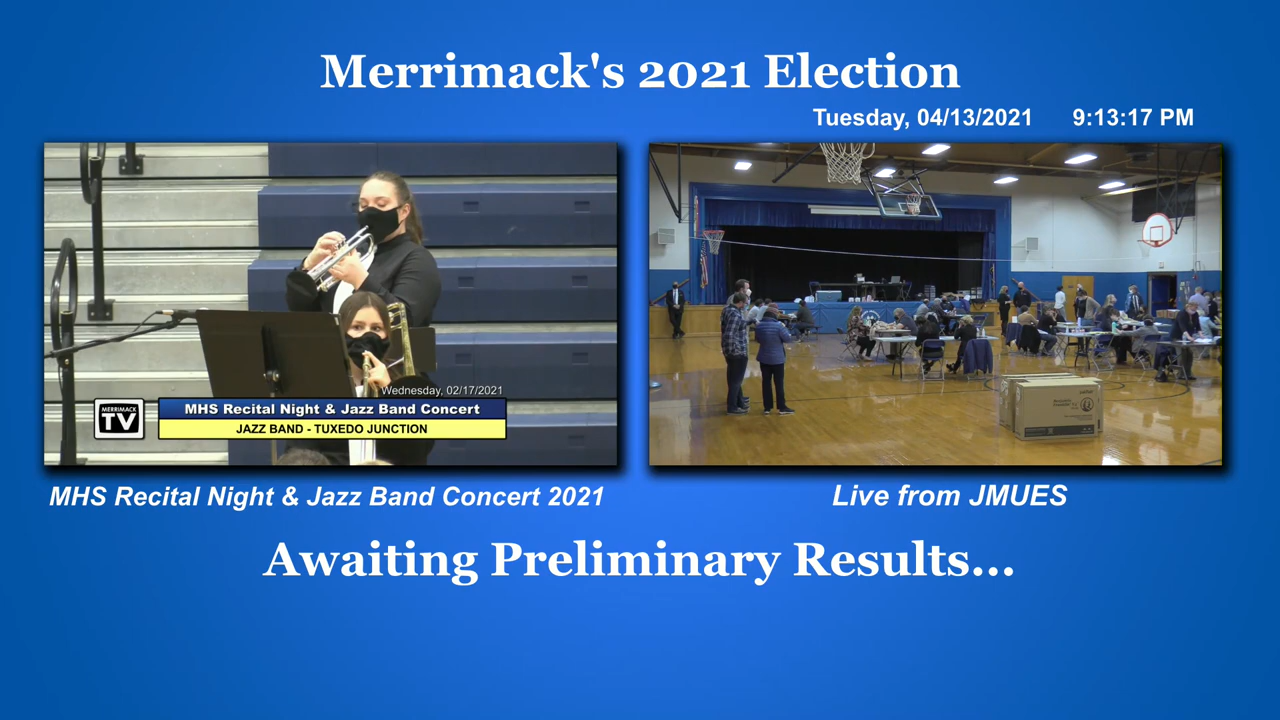 Merrimack's 2021 Election
Tuesday, 04/13/2021 9:13:17 PM
Wednesday, 02/17/2021
MERRIMACK
TV
MHS Recital Night & Jazz Band Concert
JAZZ BAND - TUXEDO JUNCTION
MHS Recital Night & Jazz Band Concert 2021
Live from JMUES
Awaiting Preliminary Results...